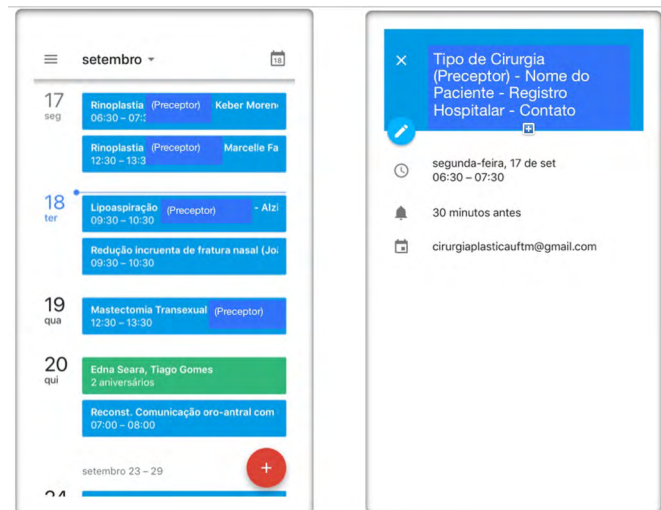 setembro
18
17
seg
Rinoplastia (Preceptor) Keber Moren
06:30 – 07:
Rinoplastia (Preceptor) Marcelle Fa
12:30 – 13:3
18
ter
Lipoaspiração (Preceptor) - Alzi
09:30 – 10:30
Redução incruenta de fratura nasal (Joã
09:30 – 10:30
19
qua
Mastectomia Transexual (Preceptor)
12:30 – 13:30
20
qui
Edna Seara, Tiago Gomes
2 aniversários
Reconst. Comunicação oro-antral com
07:00 – 08:00
setembro 23 – 29
24
Tipo de Cirurgia
(Preceptor) - Nome do
Paciente - Registro
Hospitalar - Contato
segunda-feira, 17 de set
06:30 – 07:30
30 minutos antes
cirurgiaplasticauftm@gmail.com